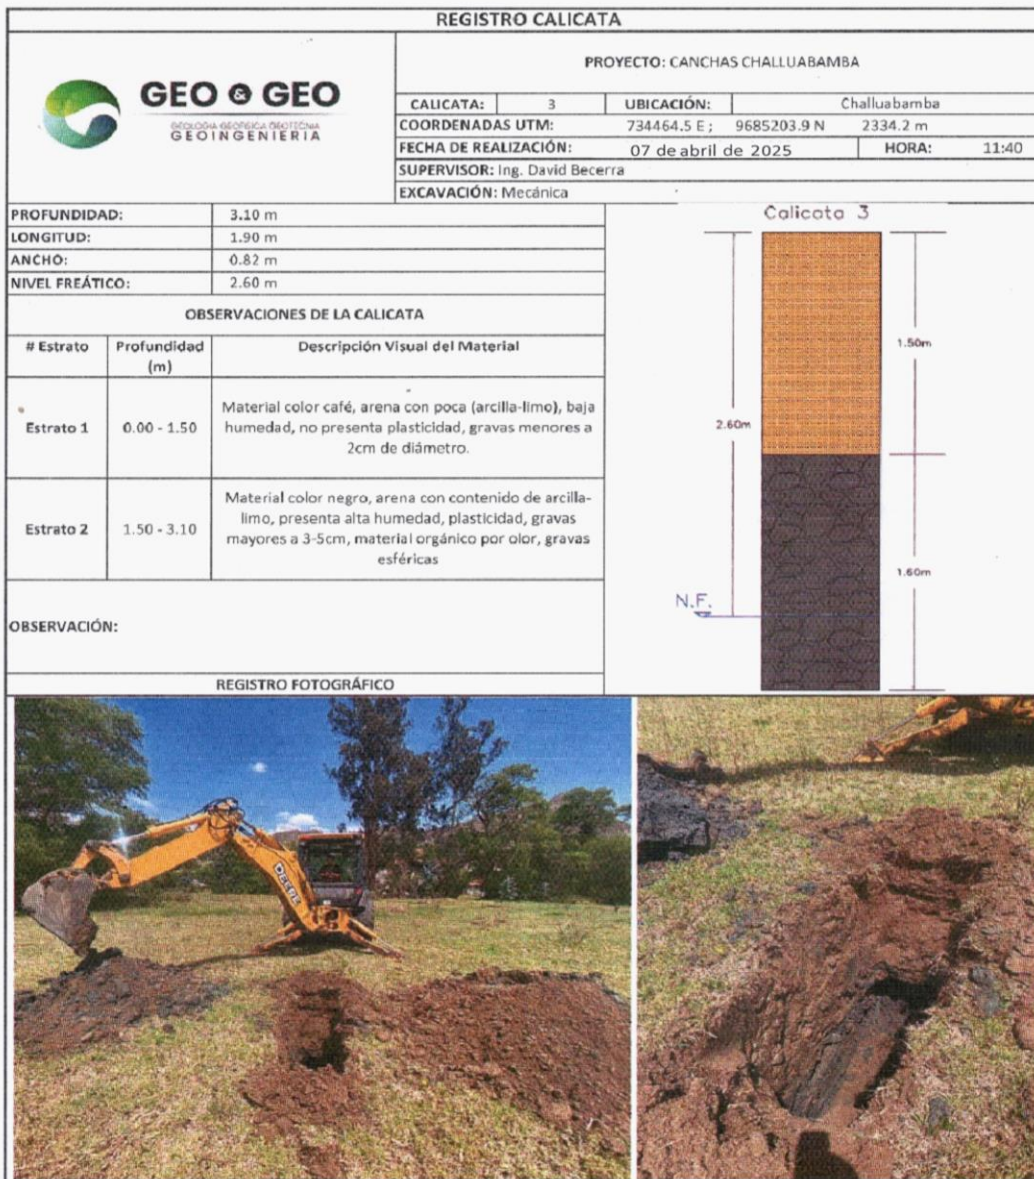 REGISTRO CALICATA
GEO & GEO
GEOLOGIA GEOFISICA GEOTECNIA
GEOINGENIERIA
PROYECTO: CANCHAS CHALLUABAMBA
CALICATA: 3 UBICACIÓN: Challuabamba
COORDENADAS UTM: 734464.5 E ; 9685203.9 N 2334.2 m
FECHA DE REALIZACIÓN: 07 de abril de 2025 HORA: 11:40
SUPERVISOR: Ing. David Becerra
EXCAVACIÓN: Mecánica
PROFUNDIDAD: 3.10 m
LONGITUD: 1.90 m
ANCHO: 0.82 m
NIVEL FREÁTICO: 2.60 m
OBSERVACIONES DE LA CALICATA
# Estrato Profundidad (m) Descripción Visual del Material
Estrato 1 0.00 - 1.50
Material color café, arena con poca (arcilla-limo), baja
humedad, no presenta plasticidad, gravas menores a
2cm de diámetro.
Estrato 2 1.50 - 3.10
Material color negro, arena con contenido de arcilla-
limo, presenta alta humedad, plasticidad, gravas
mayores a 3-5cm, material orgánico por olor, gravas
esféricas
OBSERVACIÓN:
Calicata 3
1.50m
2.60m
1.60m
N.F.
REGISTRO FOTOGRÁFICO
DEERE